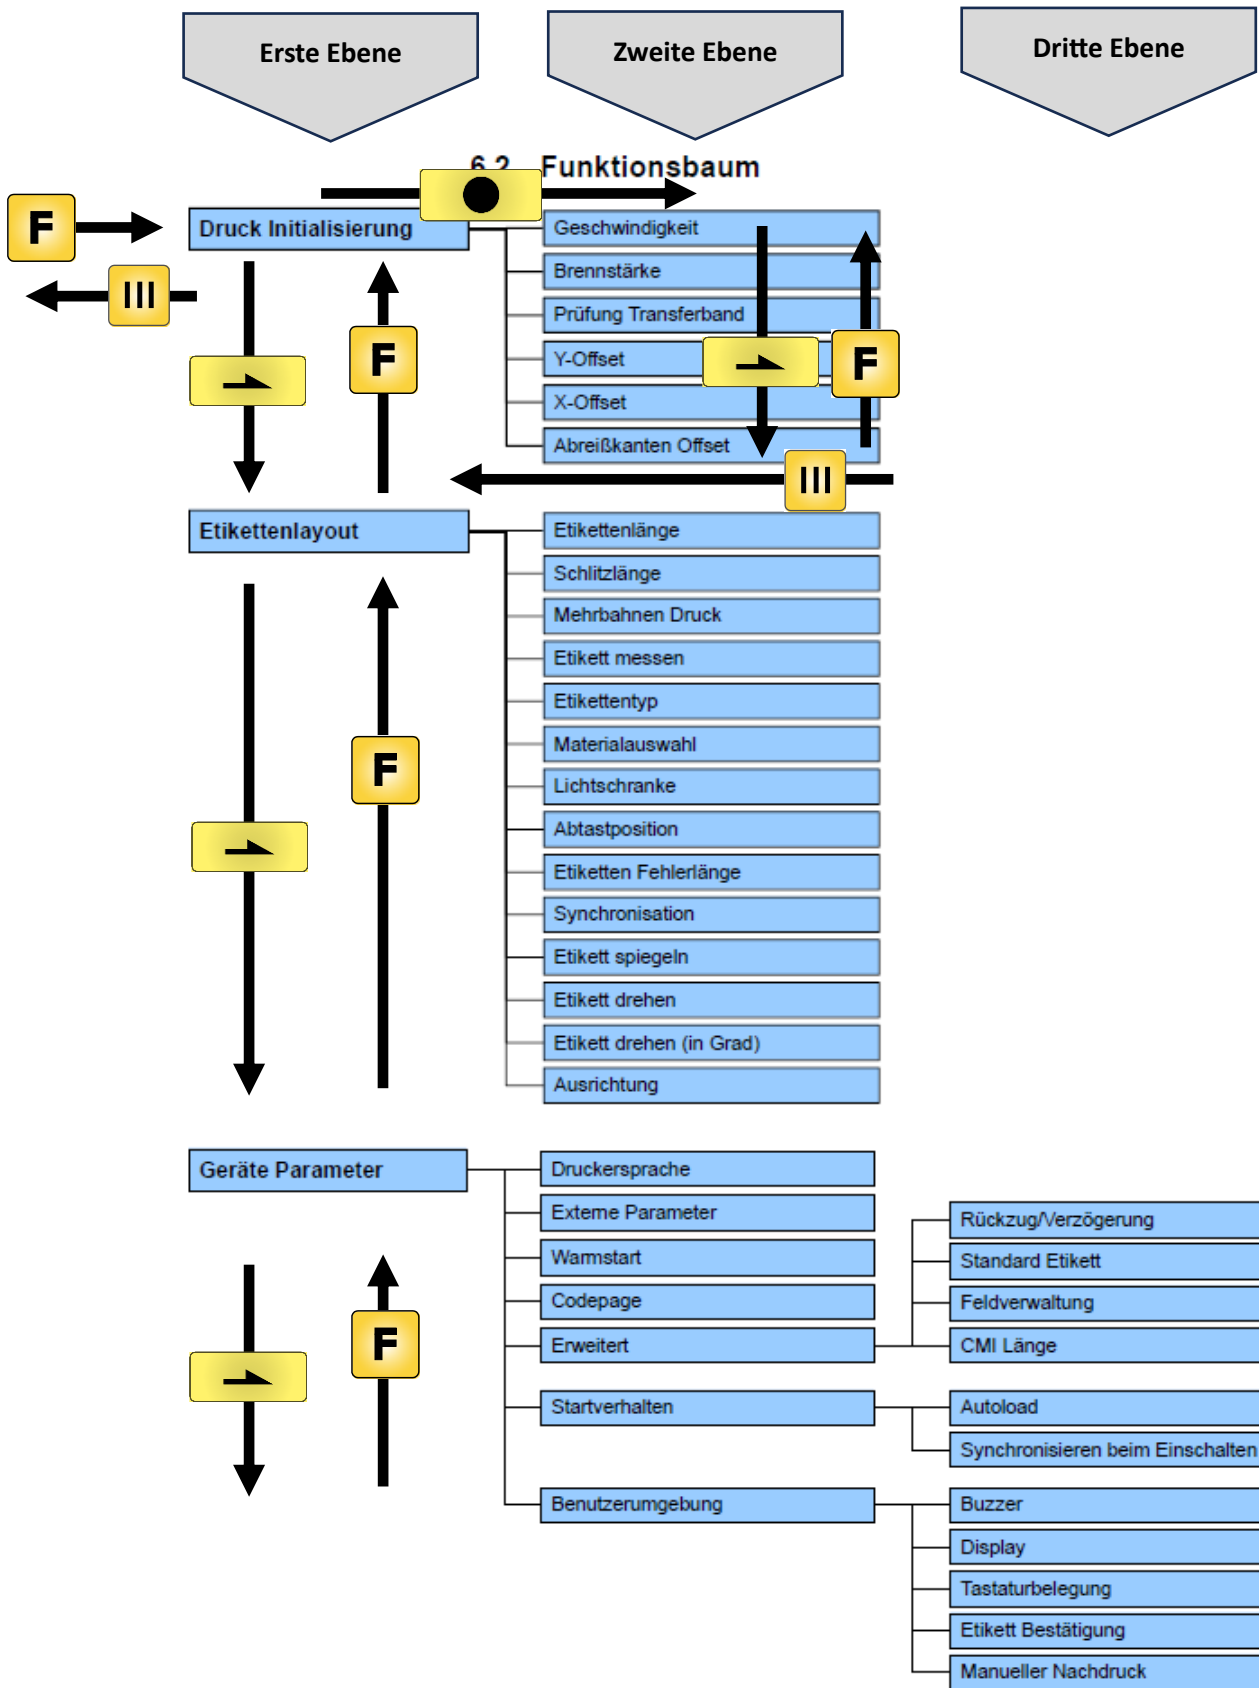 Erste Ebene
Zweite Ebene
Dritte Ebene
6.2 Funktionsbaum
F
Druck Initialisierung
Geschwindigkeit
Brennstärke
III
Prüfung Transferband
F
Y-Offset
F
X-Offset
Abreißkanten Offset
III
Etikettenlayout
Etikettenlänge
Schlitzlänge
Mehrbahnen Druck
Etikett messen
Etikettentyp
Materialauswahl
F
Lichtschranke
Abtastposition
Etiketten Fehlerlänge
Synchronisation
Etikett spiegeln
Etikett drehen
Etikett drehen (in Grad)
Ausrichtung
Geräte Parameter
Druckersprache
Externe Parameter
Rückzug/Verzögerung
Warmstart
Standard Etikett
Codepage
Feldverwaltung
F
Erweitert
CMI Länge
Startverhalten
Autoload
Synchronisieren beim Einschalten
Benutzerumgebung
Buzzer
Display
Tastaturbelegung
Etikett Bestätigung
Manueller Nachdruck